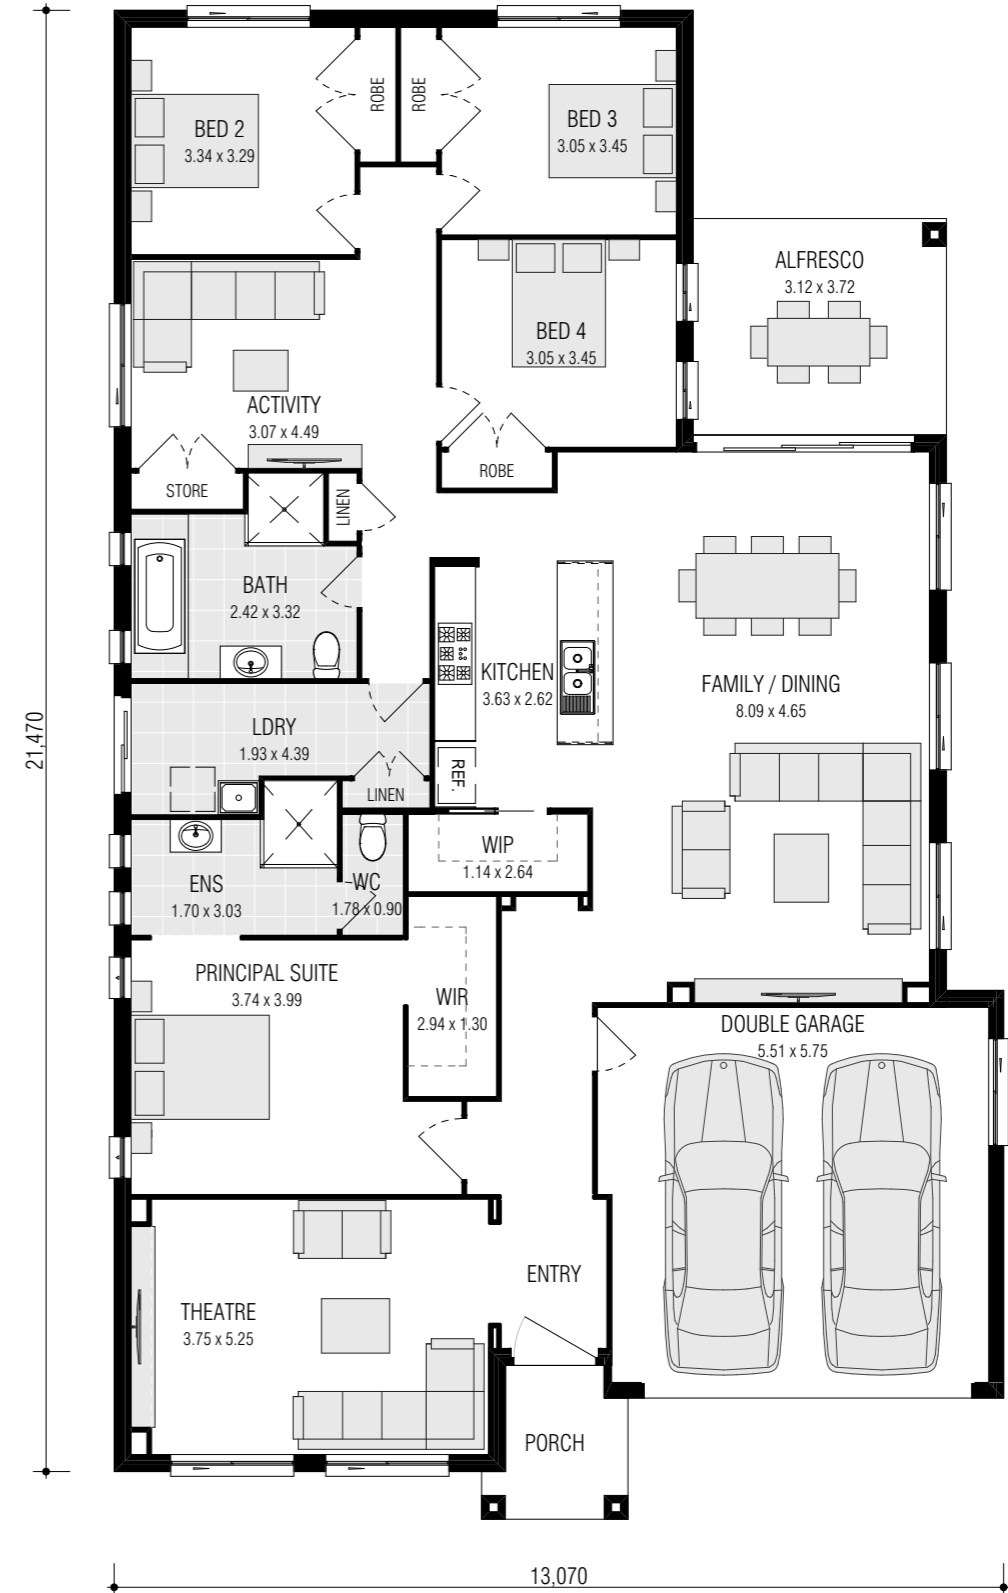 ROBE
ROBE
BED 2
3.34 x 3.29
BED 3
3.05 x 3.45
ALFRESCO
3.12 x 3.72
BED 4
3.05 x 3.45
ACTIVITY
3.07 x 4.49
STORE
LINEN
ROBE
BATH
2.42 x 3.32
KITCHEN
3.63 x 2.62
FAMILY / DINING
8.09 x 4.65
21,470
LDRY
1.93 x 4.39
REF.
LINEN
WIP
1.14 x 2.64
ENS
1.70 x 3.03
WC
1.78 x 0.90
PRINCIPAL SUITE
3.74 x 3.99
WIR
2.94 x 1.30
DOUBLE GARAGE
5.51 x 5.75
ENTRY
THEATRE
3.75 x 5.25
PORCH
13,070